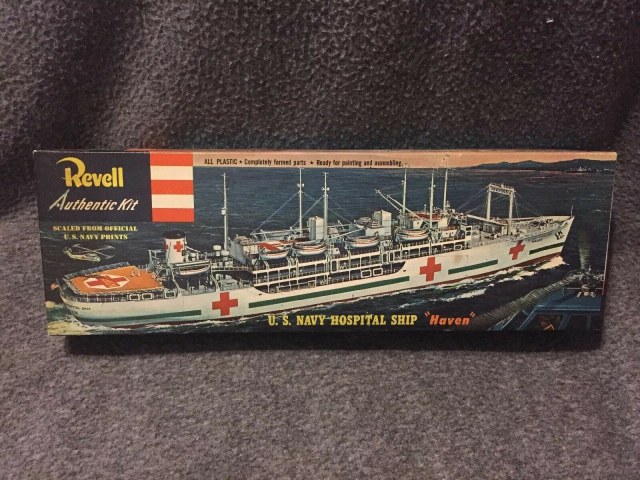 Revell
Authentic Kit
SCALED FROM OFFICIAL
U.S. NAVY PRINTS
ALL PLASTIC • Completely formed parts • Ready for painting and assembling.
U. S. NAVY HOSPITAL SHIP "Haven"